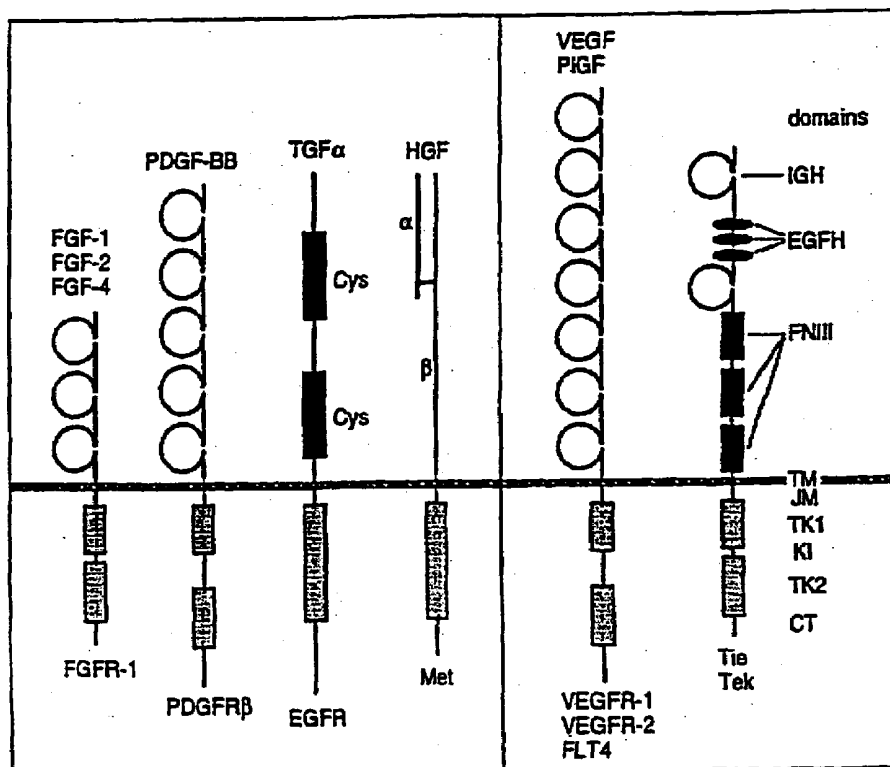 FGF-1
FGF-2
FGF-4
PDGF-BB
TGFα
HGF
α
β
Cys
Cys
FGFR-1
PDGFRβ
EGFR
Met
VEGF
PlGF
domains
IGH
EGFH
FNIII
TM
JM
TK1
KI
TK2
CT
VEGFR-1
VEGFR-2
FLT4
Tie
Tek